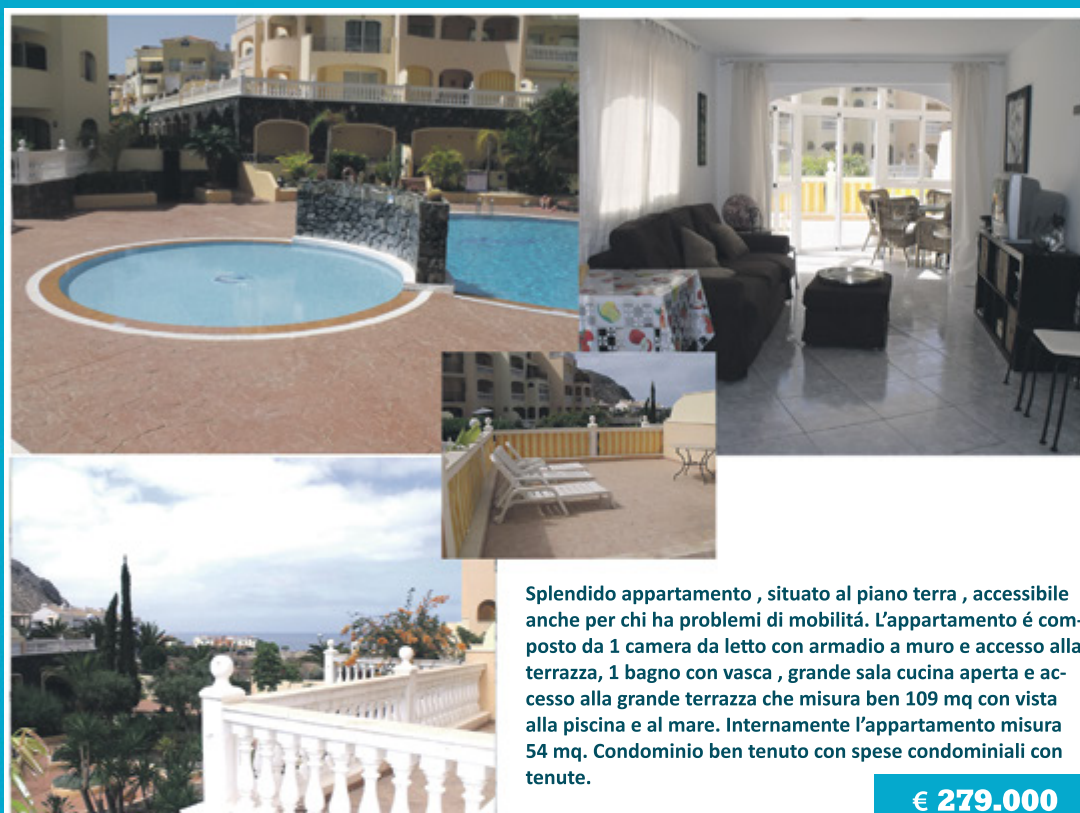 Splendido appartamento , situato al piano terra , accessibile
anche per chi ha problemi di mobilitá. L'appartamento é com-
posto da 1 camera da letto con armadio a muro e accesso alla
terrazza, 1 bagno con vasca , grande sala cucina aperta e ac-
cesso alla grande terrazza che misura ben 109 mq con vista
alla piscina e al mare. Internamente l'appartamento misura
54 mq. Condominio ben tenuto con spese condominiali con
tenute.
€ 279.000